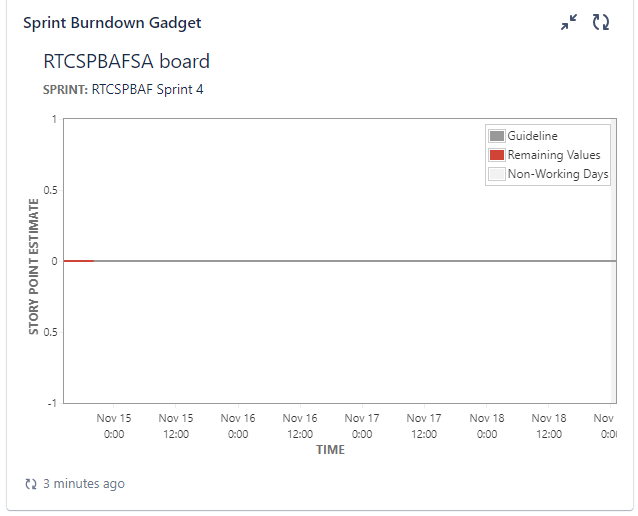 Sprint Burndown Gadget
RTCSPBAFSA board
SPRINT: RTCSPBAF Sprint 4
Guideline
Remaining Values
Non-Working Days
STORY POINT ESTIMATE
1
0.5
0
0.5
-1
Nov 15 Nov 15 Nov 16 Nov 16 Nov 17 Nov 17 Nov 18 Nov 18 Nov
0:00 12:00 0:00 12:00 0:00 12:00 0:00 12:00 0:0
TIME
3 minutes ago